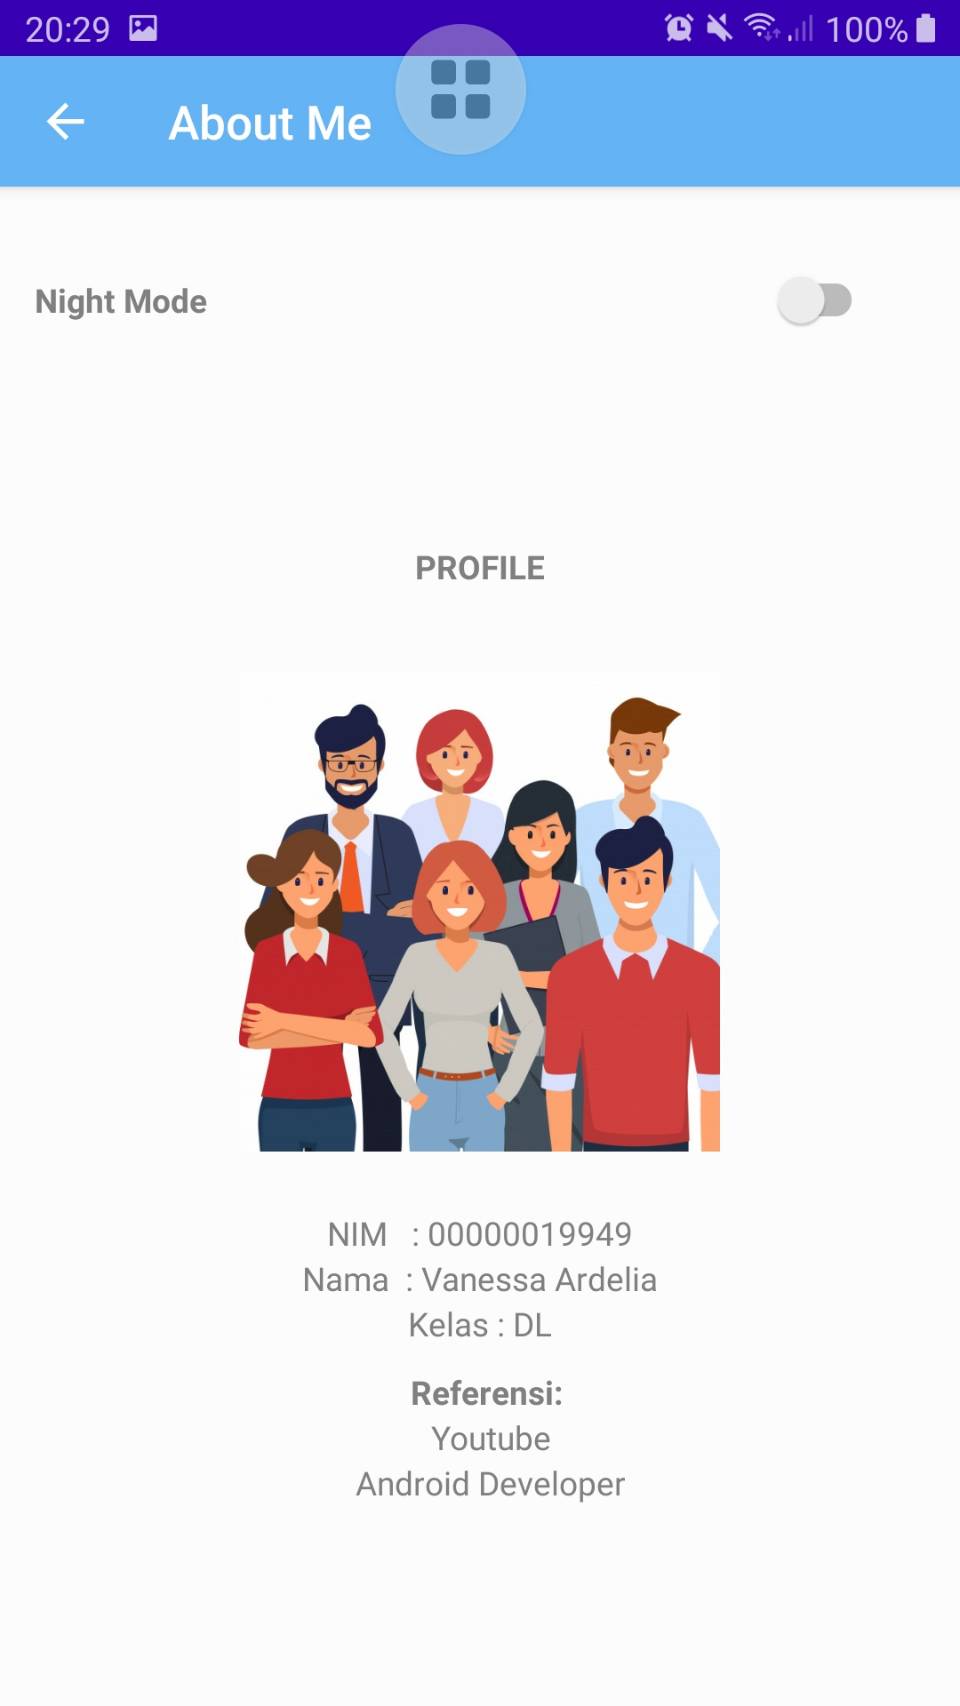 20:29 100%
About Me
Night Mode
PROFILE
NIM : 00000019949
Nama : Vanessa Ardelia
Kelas : DL
Referensi:
Youtube
Android Developer